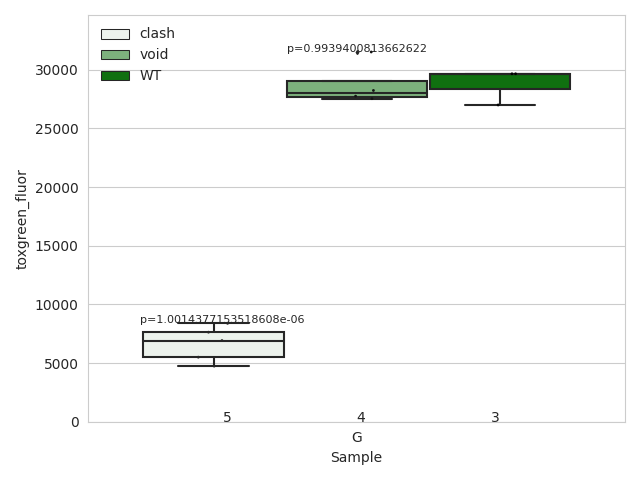 clash
void
WT
p=0.9939400813662622
p=1.0014377153518608e-06
30000
25000
20000
15000
10000
5000
0
toxgreen_fluor
5 4 3
G
Sample